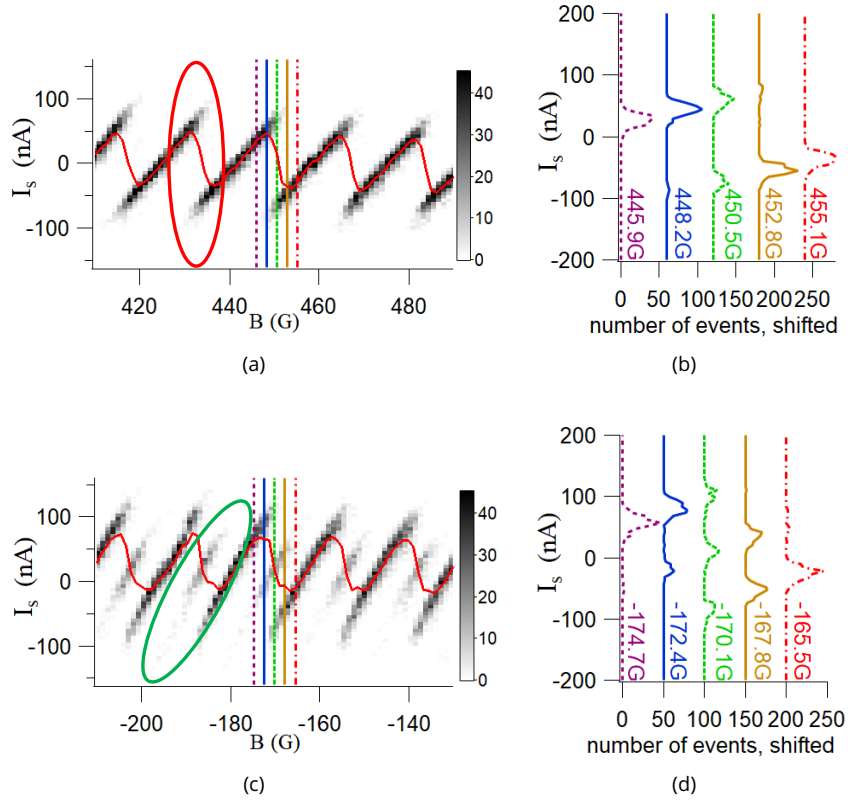 100
0
-100
Iₛ (nA)
420
440
460
480
B (G)
40
30
20
10
0
(a)
200
100
0
-100
-200
Iₛ (nA)
445.9G
448.2G
450.5G
452.8G
455.1G
0
50
100
150
200
250
number of events, shifted
(b)
100
0
-100
Iₛ (nA)
-200
-180
-160
-140
B (G)
40
30
20
10
0
(c)
200
100
0
-100
-200
Iₛ (nA)
-174.7G
-172.4G
-170.1G
-167.8G
-165.5G
0
50
100
150
200
250
number of events, shifted
(d)